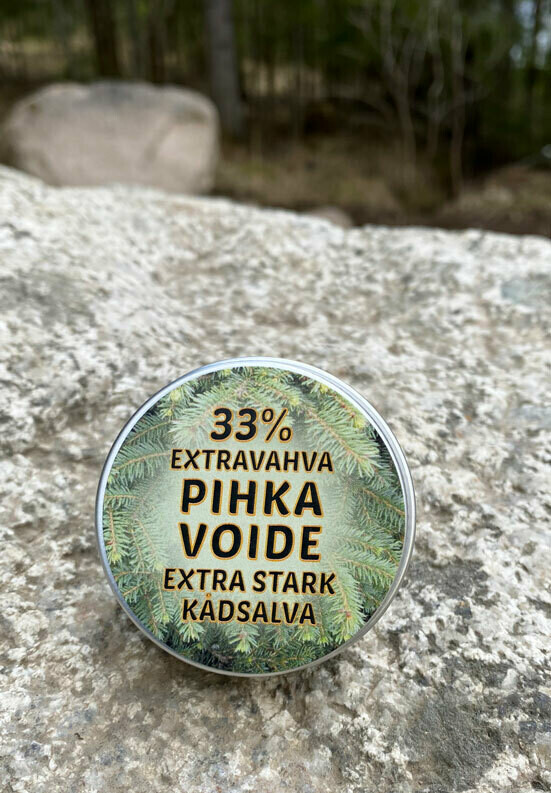 33%
EXTRAVAHVA
PIHKA
VOIDE
EXTRA STARK
KÅDSALVA